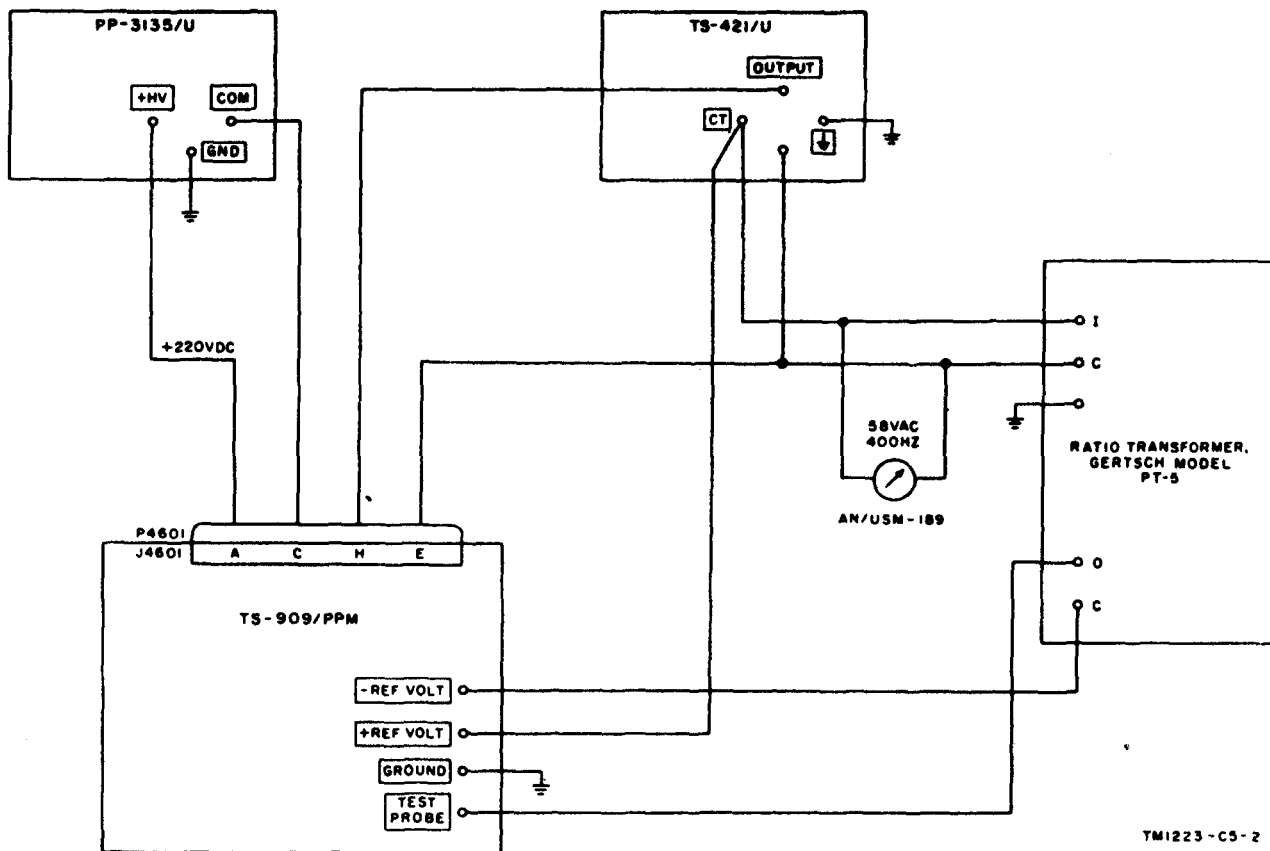 PP-3135/U
TS-421/U
OUTPUT
+HV
COM
CT
GND
+220VDC
I
C
58VAC
400HZ
RATIO TRANSFORMER,
GERTSCH MODEL
PT-5
AN/USM-189
P4601
J4601
A C H E
O
C
TS-909/PPM
-REF VOLT
+REF VOLT
GROUND
TEST
PROBE
TM1223-C5-2